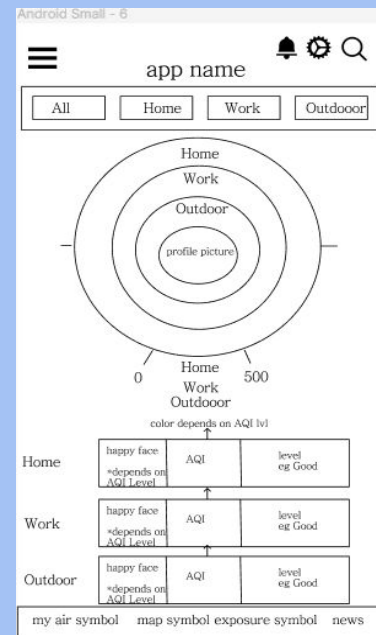 Android Small - 6
app name
All Home Work Outdooor
Home
Work
Outdoor
profile picture
0 Home 500
Work
Outdooor
color depends on AQI lvl
Home
happy face
*depends on
AQI Level
AQI
level
eg Good
Work
happy face
*depends on
AQI Level
AQI
level
eg Good
Outdoor
happy face
*depends on
AQI Level
AQI
level
eg Good
my air symbol map symbol exposure symbol news